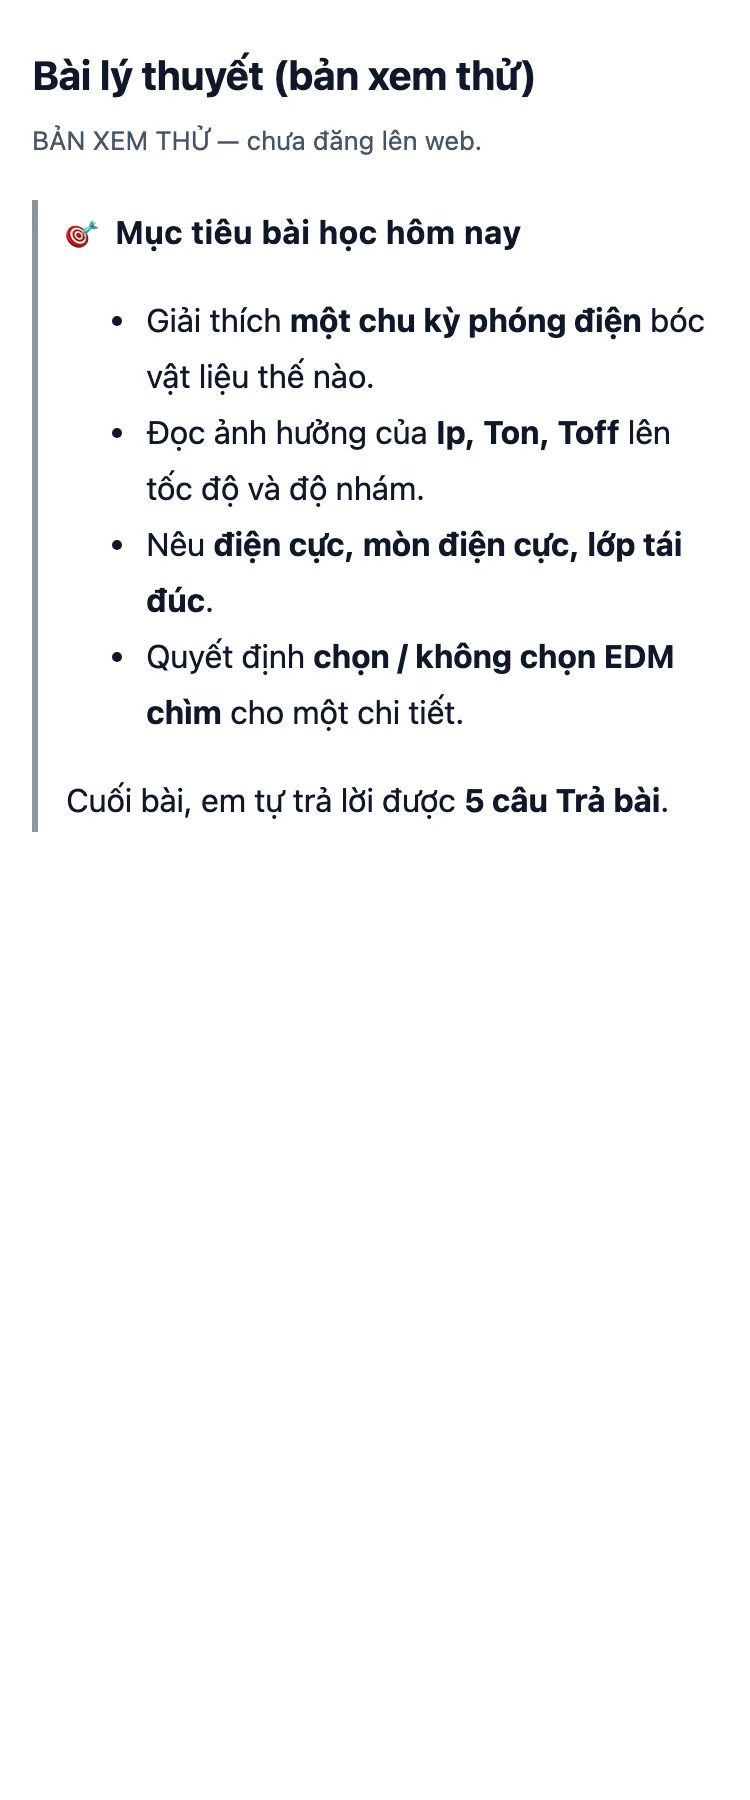 Bài lý thuyết (bản xem thử)
BẢN XEM THỬ — chưa đăng lên web.
🎯 Mục tiêu bài học hôm nay
• Giải thích một chu kỳ phóng điện bóc
vật liệu thế nào.
• Đọc ảnh hưởng của Ip, Ton, Toff lên
tốc độ và độ nhám.
• Nêu điện cực, mòn điện cực, lớp tái
đúc.
• Quyết định chọn / không chọn EDM
chìm cho một chi tiết.
Cuối bài, em tự trả lời được 5 câu Trả bài.